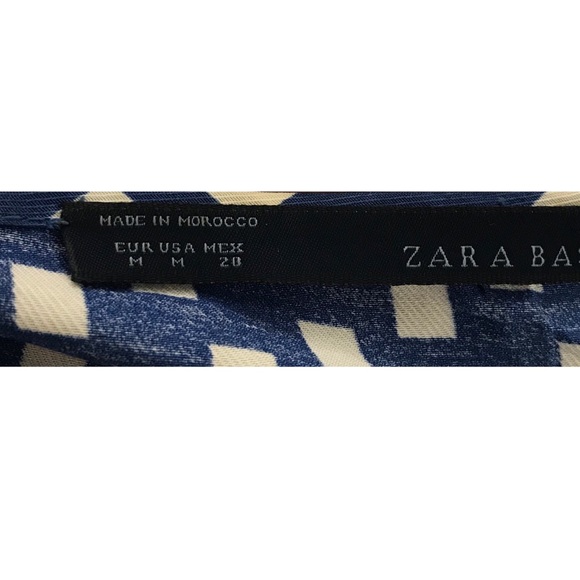 MADE IN MOROCCO
EUR USA MEX
M M 28
ZARA BAS